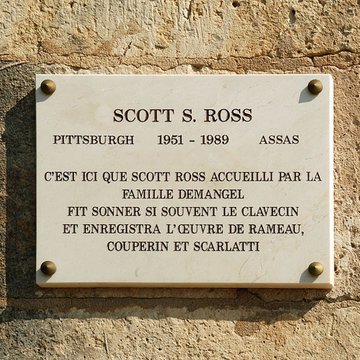 SCOTT S. ROSS
PITTSBURGH 1951 - 1989 ASSAS
C'EST ICI QUE SCOTT ROSS ACCUEILLI PAR LA
FAMILLE DEMANGEL
FIT SONNER SI SOUVENT LE CLAVECIN
ET ENREGISTRA L'ŒUVRE DE RAMEAU,
COUPERIN ET SCARLATTI